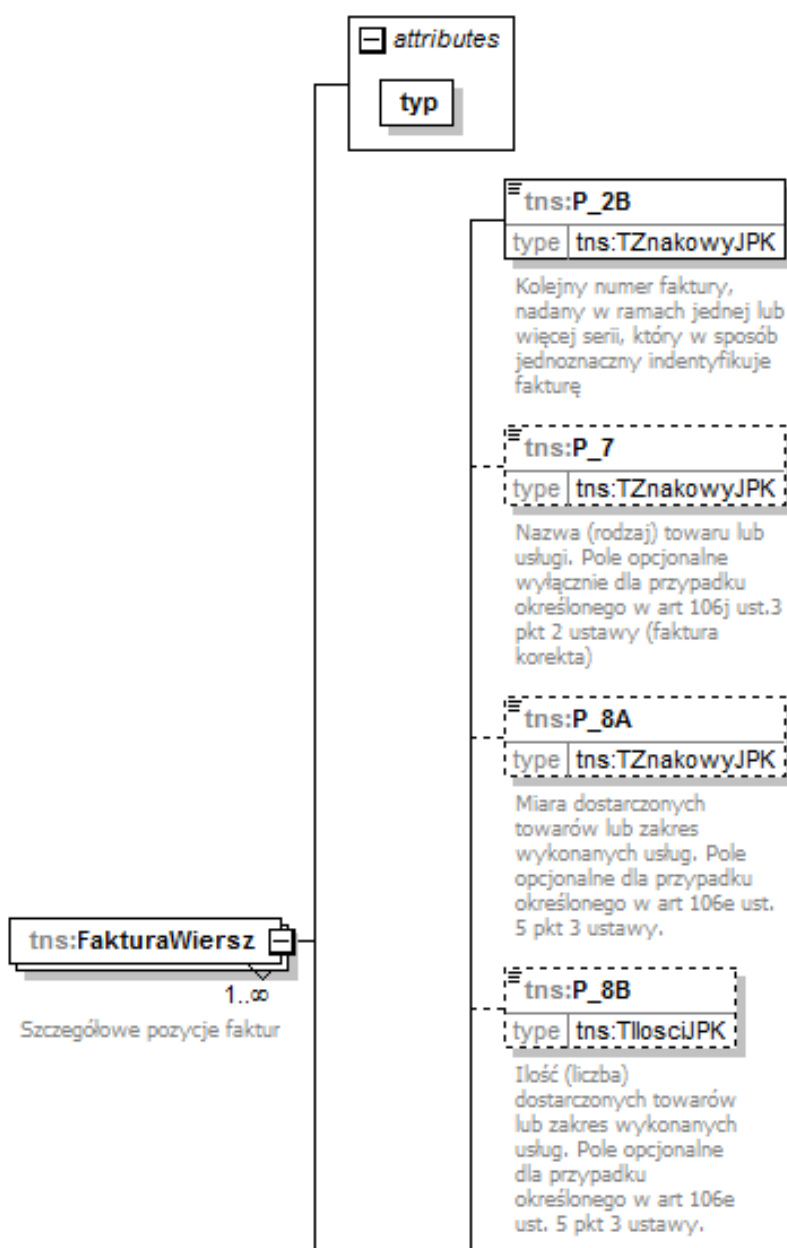 attributes
typ
tns:P_2B
type tns:TZnakowyJPK
Kolejny numer faktury,
nadany w ramach jednej lub
więcej serii, który w sposób
jednoznaczny indentyfikuje
fakturę
tns:P_7
type tns:TZnakowyJPK
Nazwa (rodzaj) towaru lub
usługi. Pole opcjonalne
wyłącznie dla przypadku
określonego w art 106j ust.3
pkt 2 ustawy (faktura
korekta)
tns:P_8A
type tns:TZnakowyJPK
Miara dostarczonych
towarów lub zakres
wykonanych usług. Pole
opcjonalne dla przypadku
określonego w art 106e ust.
5 pkt 3 ustawy.
tns:FakturaWiersz
1..∞
Szczegółowe pozycje faktur
tns:P_8B
type tns:TIlosciJPK
Ilość (liczba)
dostarczonych towarów
lub zakres wykonanych
usług. Pole opcjonalne
dla przypadku
określonego w art 106e
ust. 5 pkt 3 ustawy.